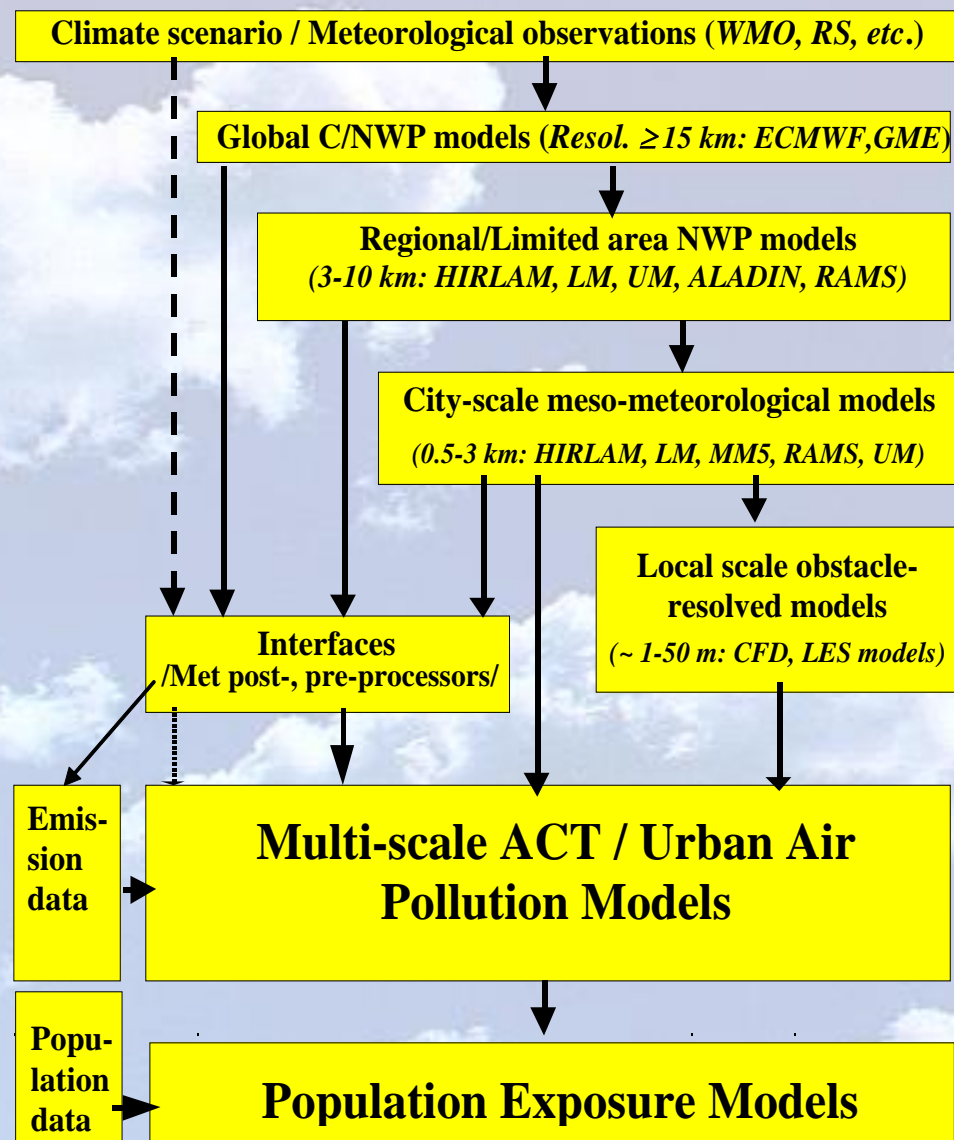 Climate scenario / Meteorological observations (WMO, RS, etc.)
Global C/NWP models (Resol. ≥15 km: ECMWF,GME)
Regional/Limited area NWP models
(3-10 km: HIRLAM, LM, UM, ALADIN, RAMS)
City-scale meso-meteorological models
(0.5-3 km: HIRLAM, LM, MM5, RAMS, UM)
Local scale obstacle-
resolved models
(~ 1-50 m: CFD, LES models)
Interfaces
/Met post-, pre-processors/
Emis-
sion
data
Multi-scale ACT / Urban Air
Pollution Models
Popu-
lation
data
Population Exposure Models